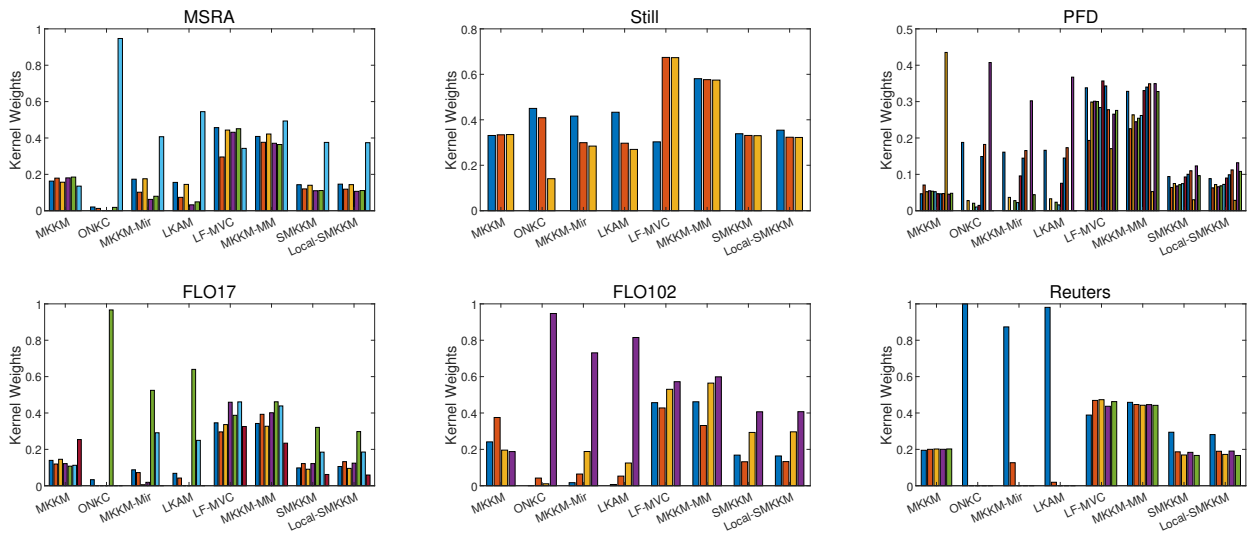 MSRA
Kernel Weights
1
0.8
0.6
0.4
0.2
0
MKKM
ONKC
MKKM-Mir
LKAM
LF-MVC
MKKM-MM
SMKKM
Local-SMKKM
Still
Kernel Weights
0.8
0.6
0.4
0.2
0
MKKM
ONKC
MKKM-Mir
LKAM
LF-MVC
MKKM-MM
SMKKM
Local-SMKKM
PFD
Kernel Weights
0.5
0.4
0.3
0.2
0.1
0
MKKM
ONKC
MKKM-Mir
LKAM
LF-MVC
MKKM-MM
SMKKM
Local-SMKKM
FLO17
Kernel Weights
1
0.8
0.6
0.4
0.2
0
MKKM
ONKC
MKKM-Mir
LKAM
LF-MVC
MKKM-MM
SMKKM
Local-SMKKM
FLO102
Kernel Weights
1
0.8
0.6
0.4
0.2
0
MKKM
ONKC
MKKM-Mir
LKAM
LF-MVC
MKKM-MM
SMKKM
Local-SMKKM
Reuters
Kernel Weights
1
0.8
0.6
0.4
0.2
0
MKKM
ONKC
MKKM-Mir
LKAM
LF-MVC
MKKM-MM
SMKKM
Local-SMKKM